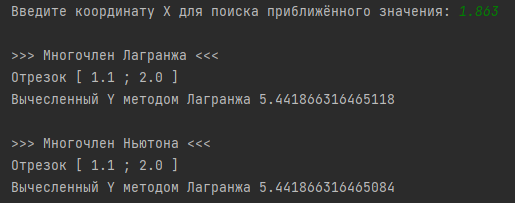 Введите координату X для поиска приближённого значения: 1.863
>>> Многочлен Лагранжа <<<
Отрезок [ 1.1 ; 2.0 ]
Вычесленный Y методом Лагранжа 5.441866316465118
>>> Многочлен Ньютона <<<
Отрезок [ 1.1 ; 2.0 ]
Вычесленный Y методом Лагранжа 5.441866316465084